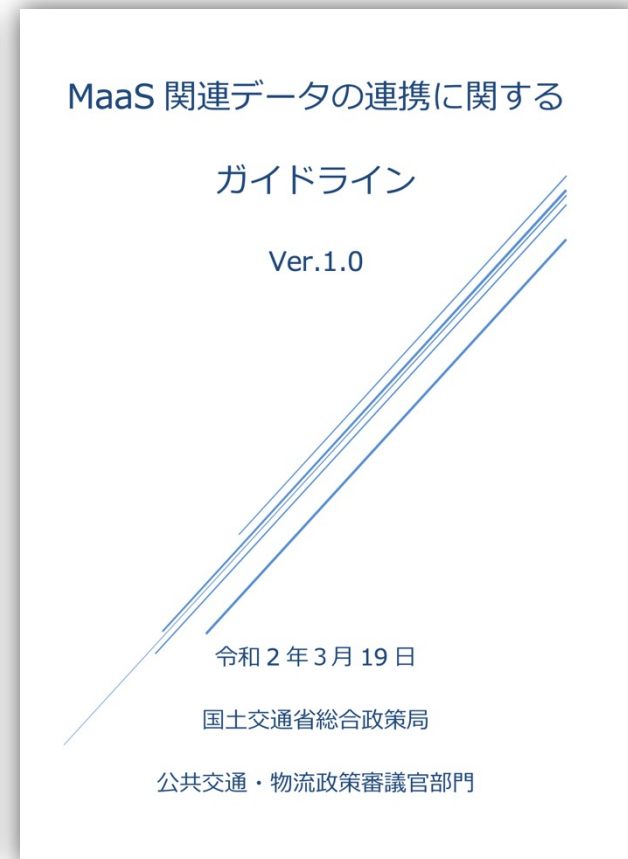 MaaS 関連データの連携に関する
ガイドライン
Ver.1.0
令和 2 年 3 月 19 日
国土交通省総合政策局
公共交通・物流政策審議官部門